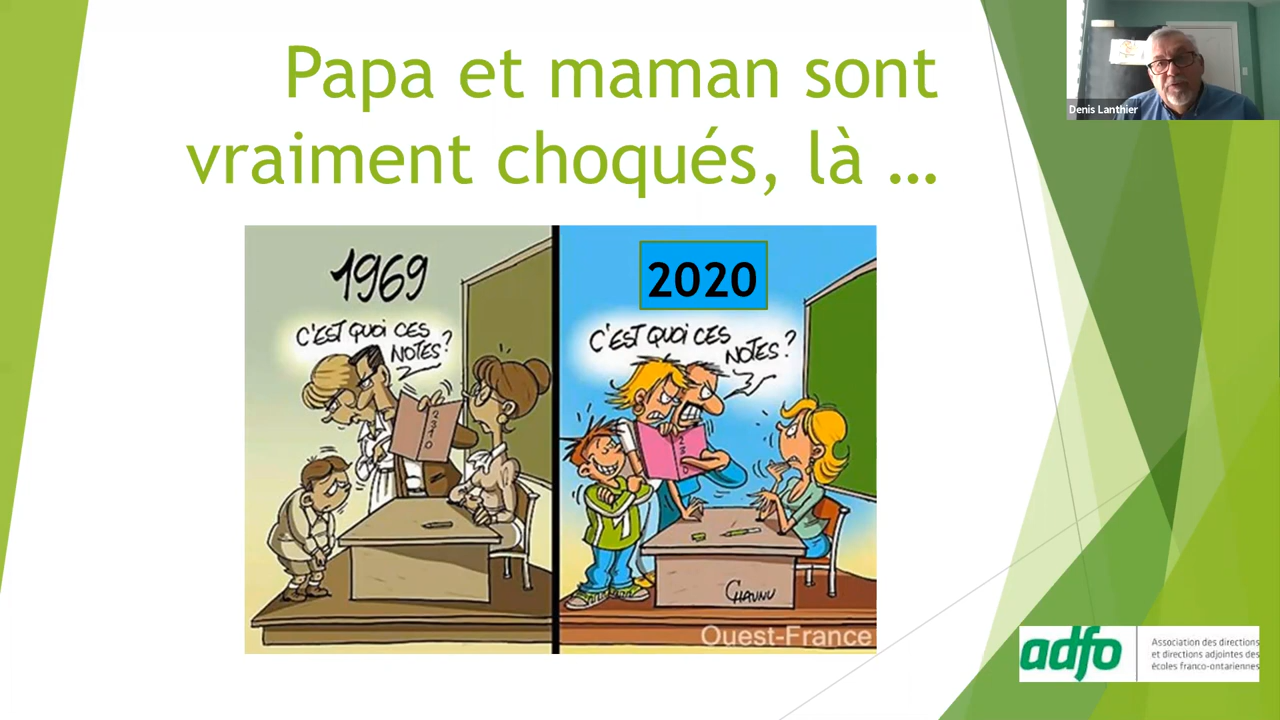 Papa et maman sont
vraiment choqués, là ...
Denis Lanthier
1969
C'EST QUOI CES
NOTES?
2020
C'EST QUOI CES
NOTES?
CHAUNU
Ouest-France
adfo
Association des directions
et directions adjointes des
écoles franco-ontariennes